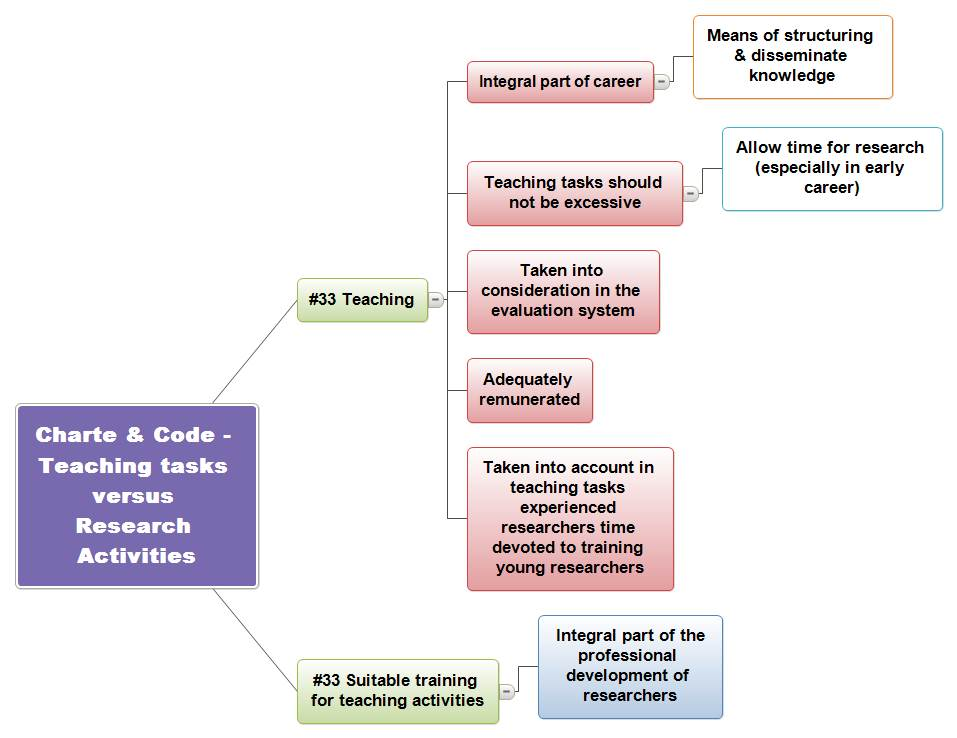 Charte & Code -
Teaching tasks
versus
Research
Activities
#33 Teaching
Integral part of career
Means of structuring
& disseminate
knowledge
Teaching tasks should
not be excessive
Allow time for research
(especially in early
career)
Taken into
consideration in the
evaluation system
Adequately
remunerated
Taken into account in
teaching tasks
experienced
researchers time
devoted to training
young researchers
#33 Suitable training
for teaching activities
Integral part of the
professional
development of
researchers